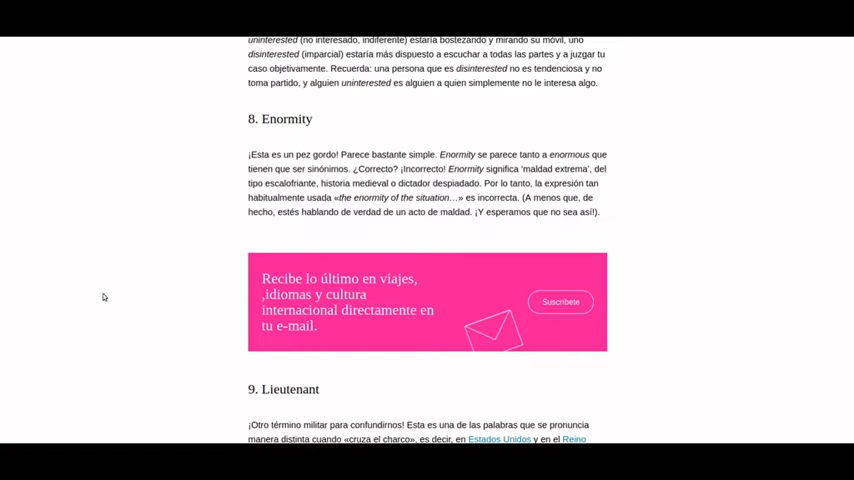 uninterested (no interesado, indiferente) estaría bostezando y mirando su móvil, uno
disinterested (imparcial) estaría más dispuesto a escuchar a todas las partes y a juzgar tu
caso objetivamente. Recuerda: una persona que es disinterested no es tendenciosa y no
toma partido, y alguien uninterested es alguien a quien simplemente no le interesa algo.
8. Enormity
¡Esta es un pez gordo! Parece bastante simple. Enormity se parece tanto a enormous que
tienen que ser sinónimos. ¿Correcto? ¡Incorrecto! Enormity significa ‘maldad extrema’, del
tipo escalofriante, historia medieval o dictador despiadado. Por lo tanto, la expresión tan
habitualmente usada «the enormity of the situation…» es incorrecta. (A menos que, de
hecho, estés hablando de verdad de un acto de maldad. ¡Y esperamos que no sea así!).
Recibe lo último en viajes,
,idiomas y cultura
internacional directamente en
tu e-mail.
Suscríbete
9. Lieutenant
¡Otro término militar para confundirnos! Esta es una de las palabras que se pronuncia
manera distinta cuando «cruza el charco», es decir, en Estados Unidos y en el Reino